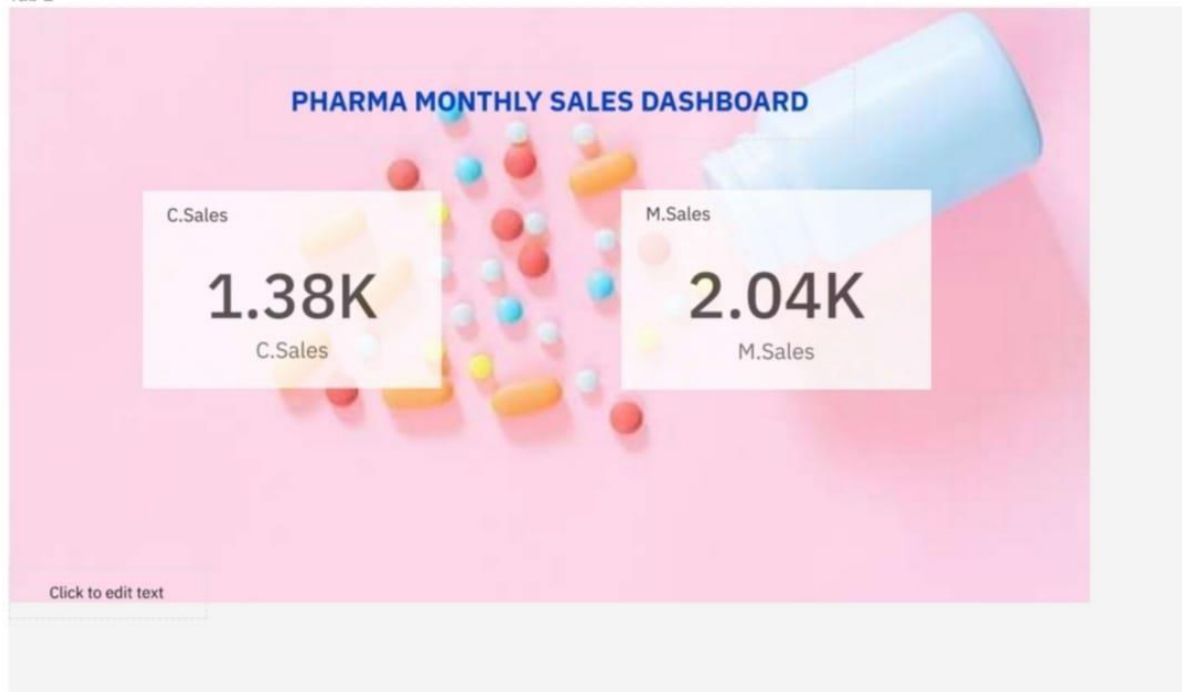 PHARMA MONTHLY SALES DASHBOARD
C.Sales
1.38K
C.Sales
M.Sales
2.04K
M.Sales
Click to edit text